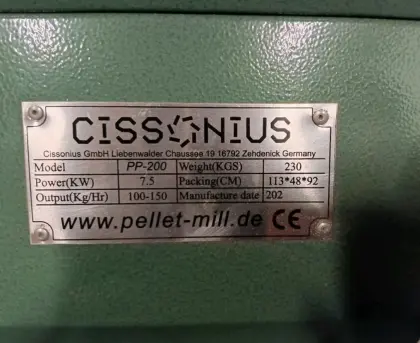 CISSONIUS
Cissonius GmbH Liebenwalder Chaussee 19 16792 Zehdenick Germany
Model PP-200 Weight(KGS) 230
Power(KW) 7.5 Packing(CM) 113*48*92
Output(Kg/Hr) 100-150 Manufacture date 202
www.pellet-mill.de CE